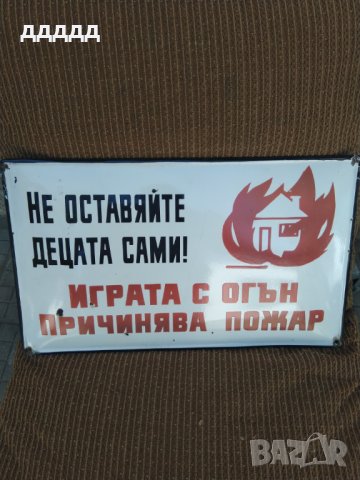 ДДДДД
НЕ ОСТАВЯЙТЕ
ДЕЦАТА САМИ!
ИГРАТА С ОГЪН
ПРИЧИНЯВА ПОЖАР
BAZAR